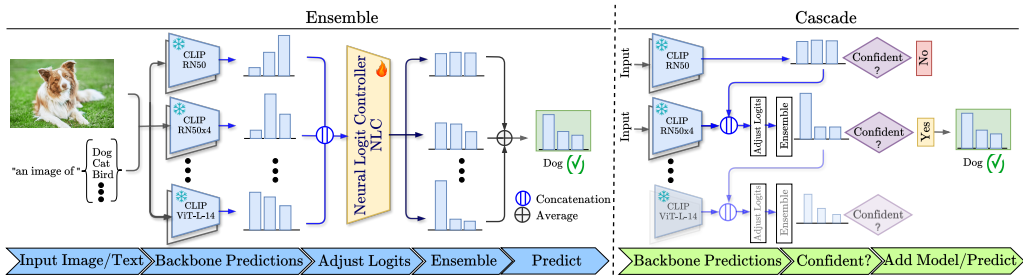 Ensemble
"an image of "
Dog
Cat
Bird
CLIP
RN50
CLIP
RN50x4
CLIP
ViT-L-14
Neural Logit Controller
NLC
Dog
Concatenation
Average
Input Image/Text
Backbone Predictions
Adjust Logits
Ensemble
Predict
Cascade
Input
CLIP
RN50
Confident
?
No
Input
CLIP
RN50x4
Adjust Logits
Ensemble
Confident
?
Yes
Dog
CLIP
ViT-L-14
Adjust Logits
Ensemble
Confident
?
Backbone Predictions
Confident?
Add Model/Predict